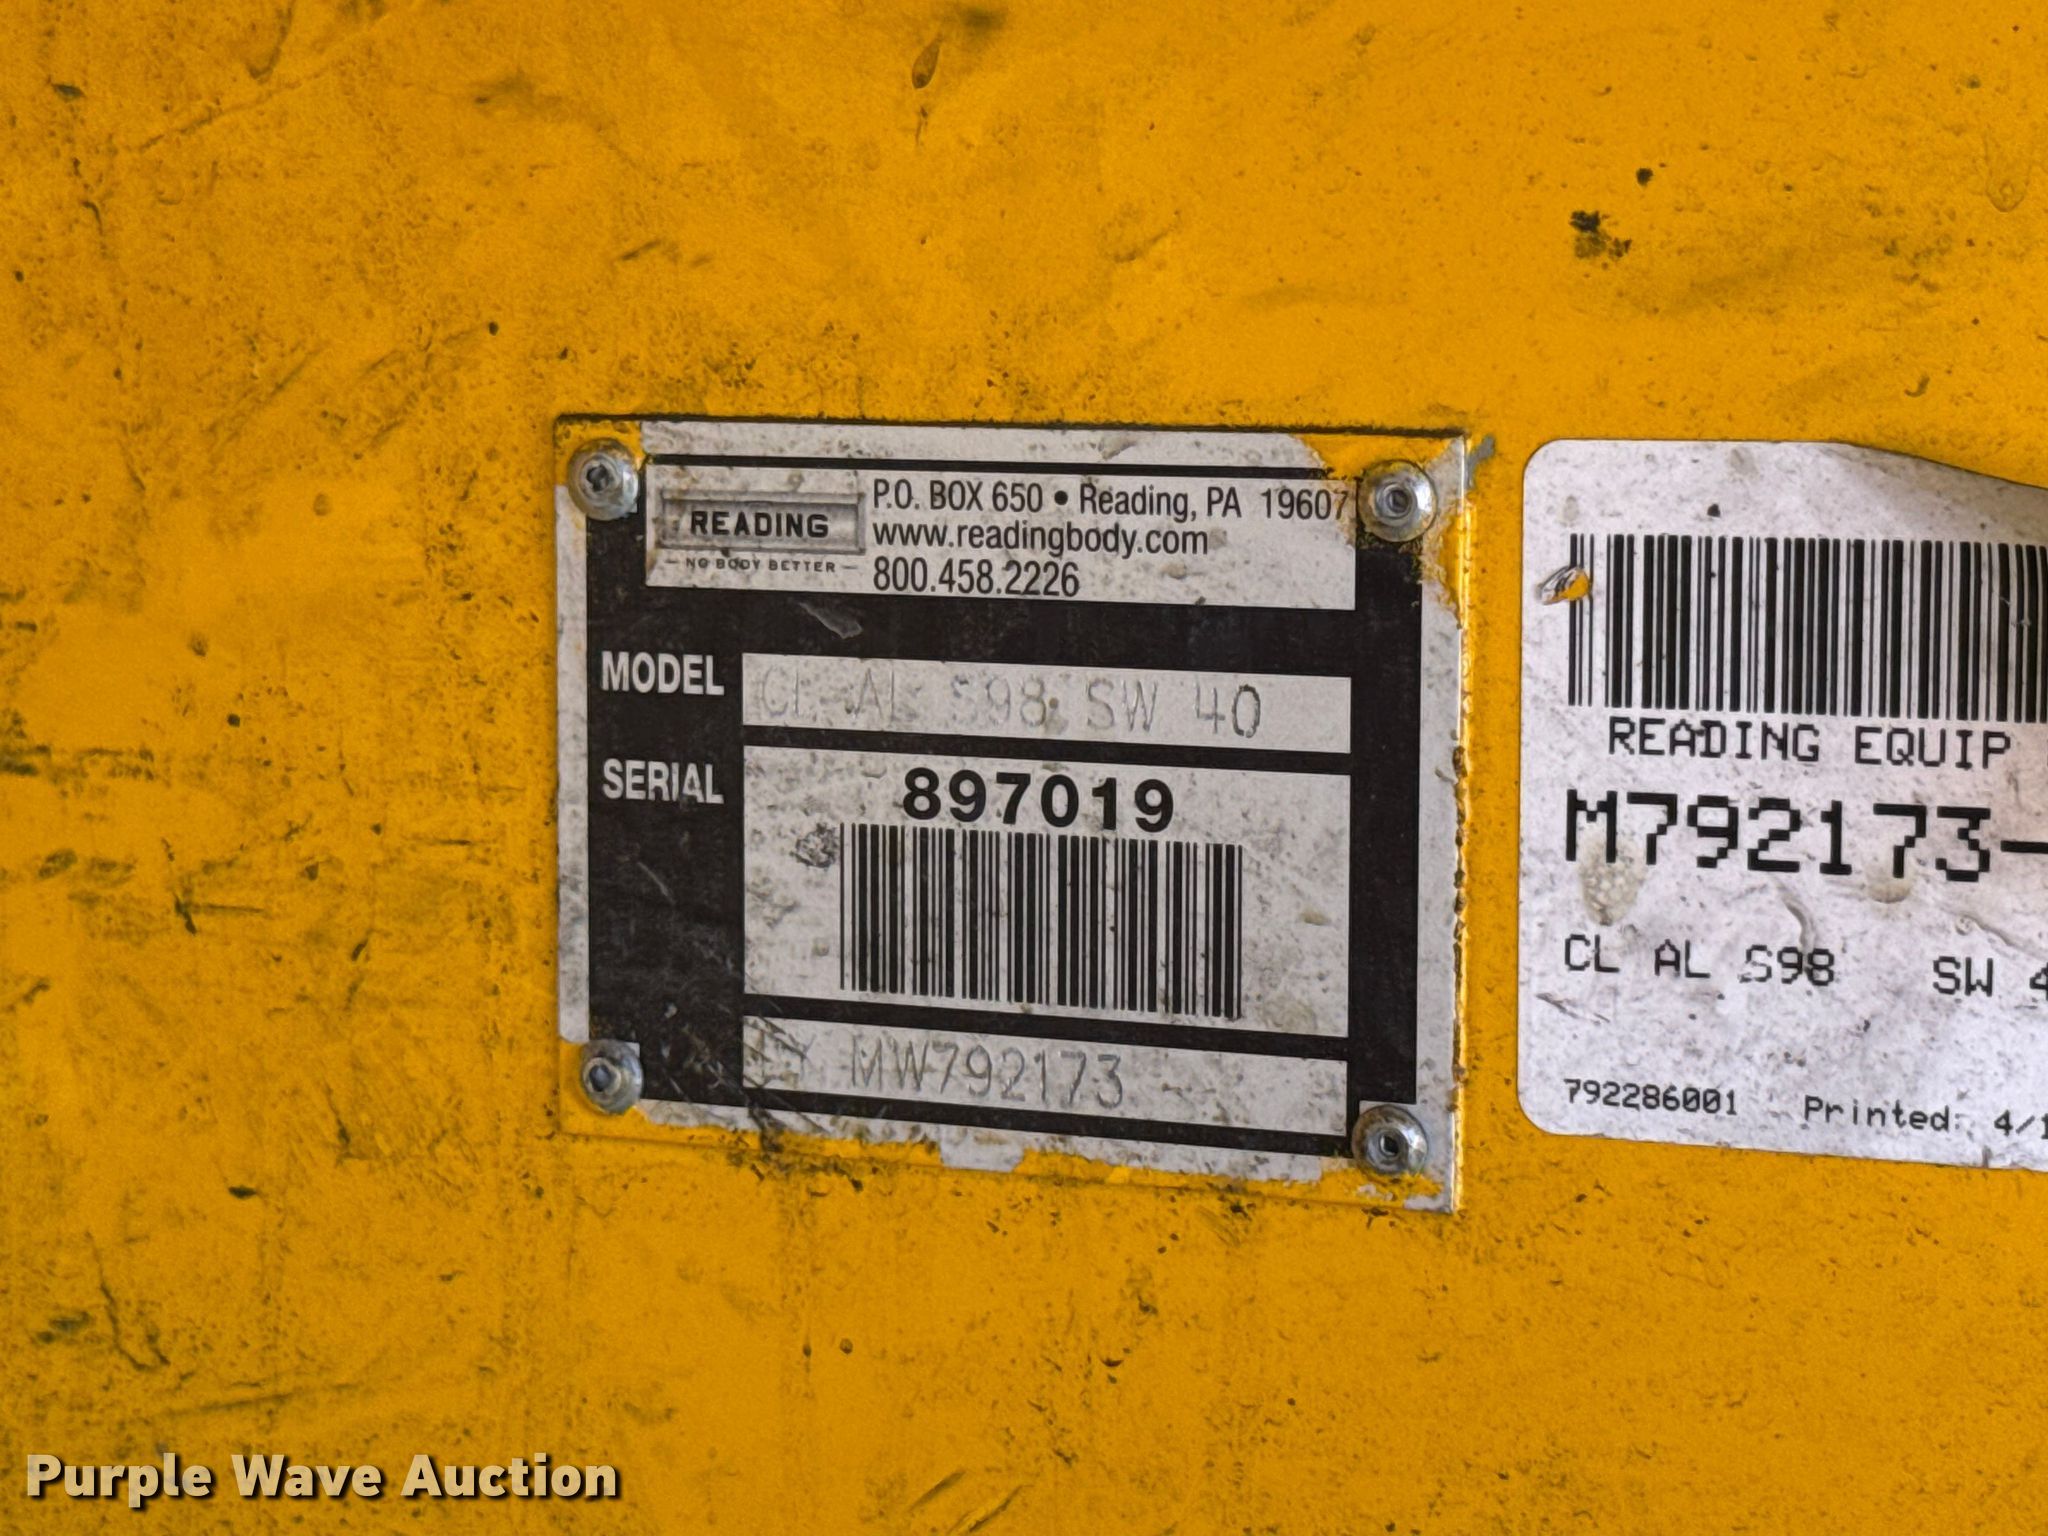 READING
— NO BODY BETTER —
P.O. BOX 650 • Reading, PA 19607
www.readingbody.com
800.458.2226
MODEL
CL AL S98 SW 40
SERIAL
897019
MW792173
READING EQUIP
M792173-
CL AL S98 SW 4
792286001 Printed: 4/1
Purple Wave Auction